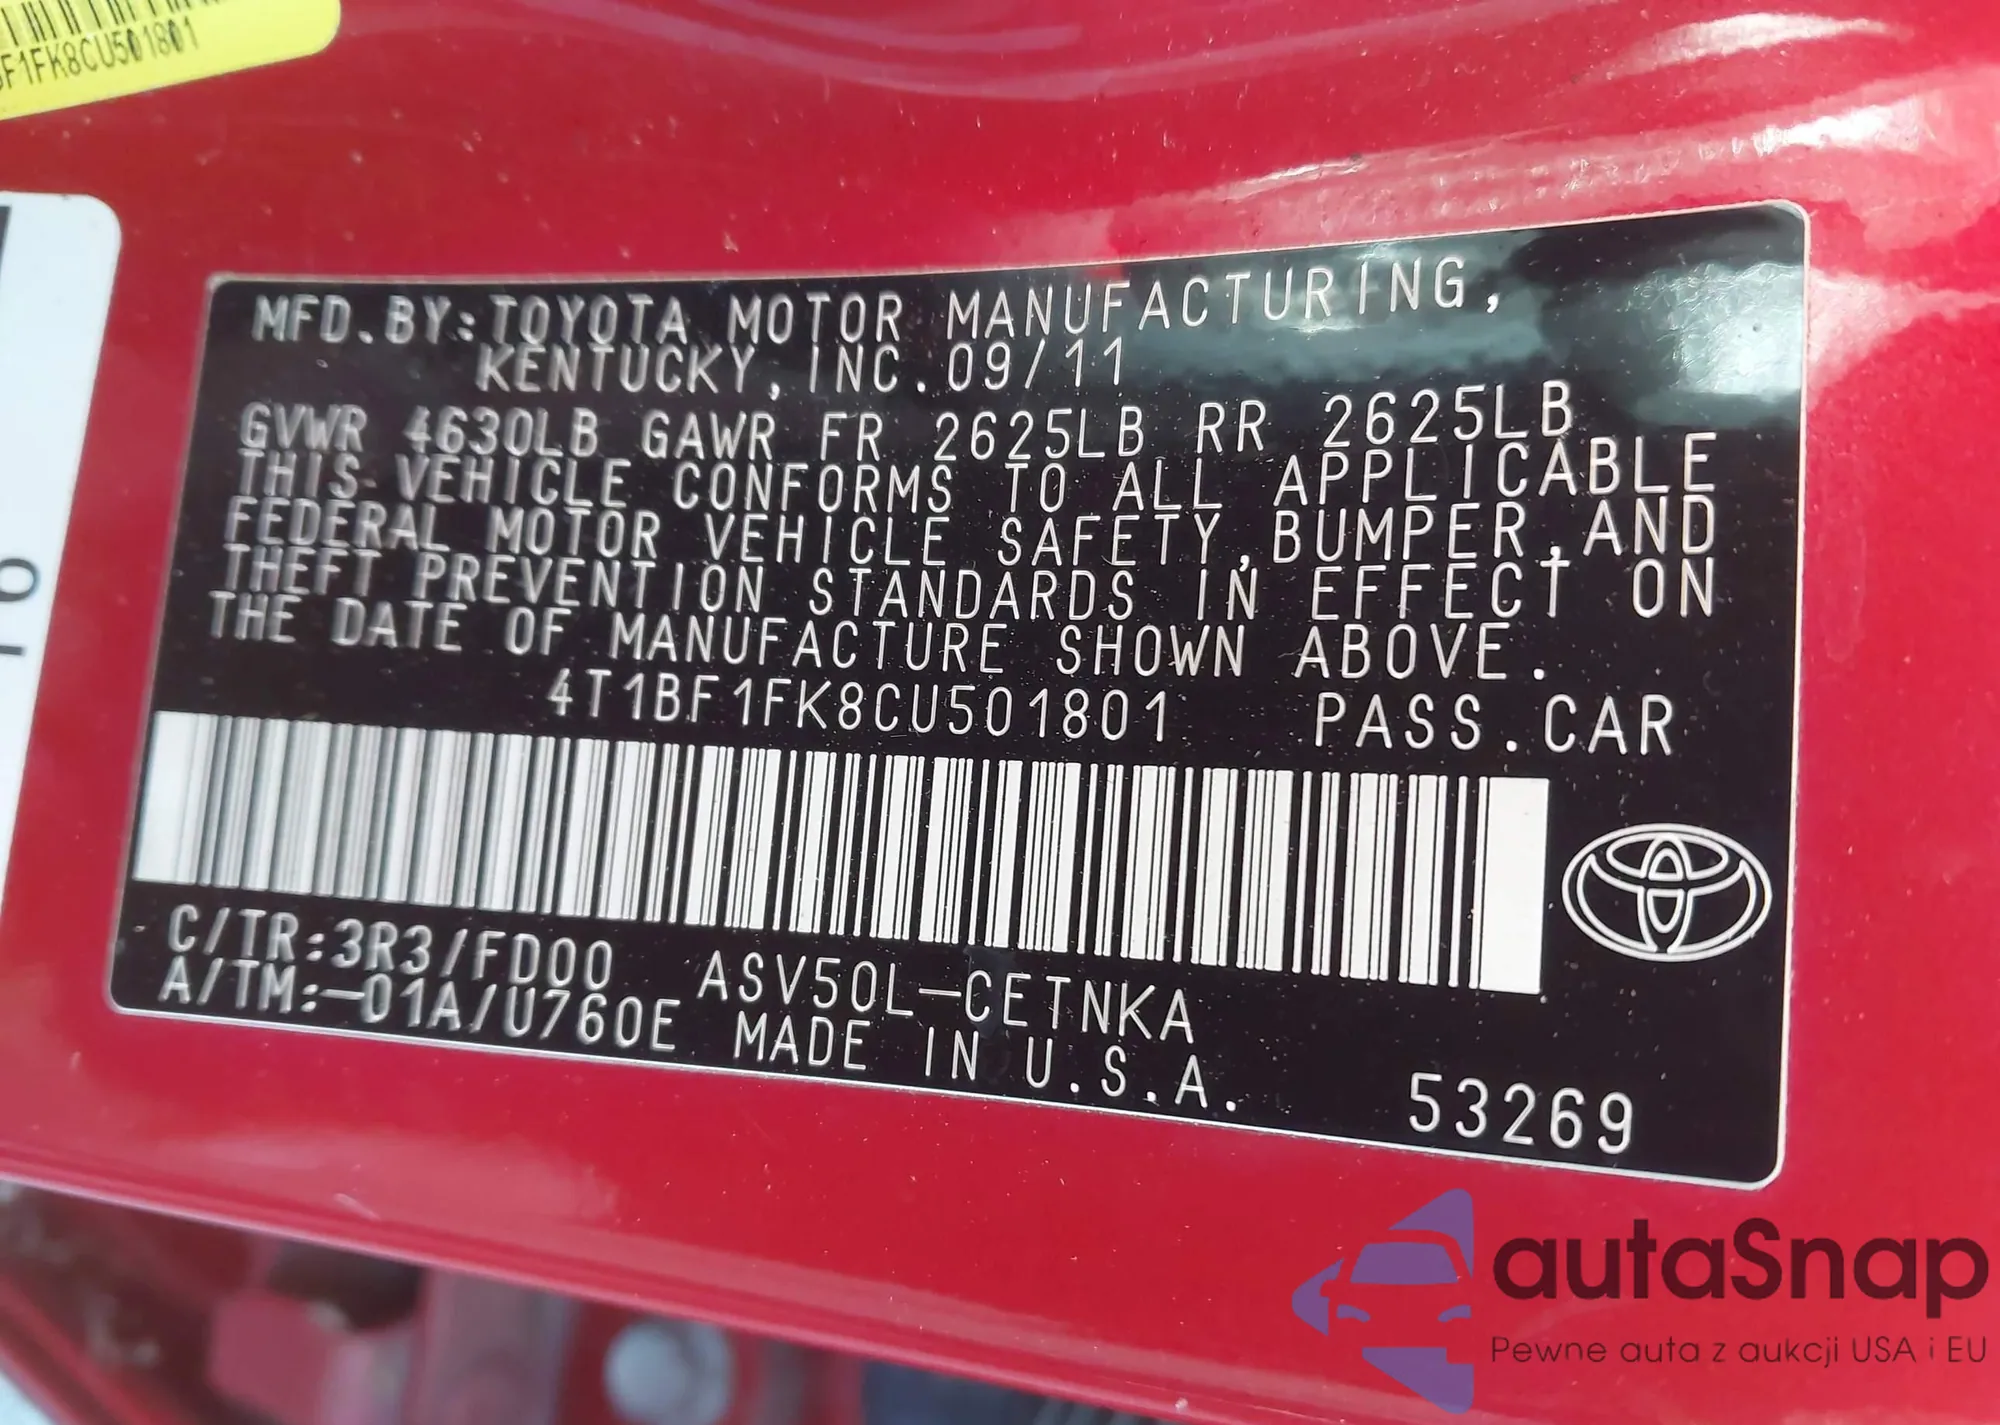 F1FK8CU501801
16
MFD.BY:TOYOTA MOTOR MANUFACTURING,
KENTUCKY, INC. 09/11
GVWR 4630LB GAWR FR 2625LB RR 2625LB
THIS VEHICLE CONFORMS TO ALL APPLICABLE
FEDERAL MOTOR VEHICLE SAFETY,BUMPER,AND
THEFT PREVENTION STANDARDS IN EFFECT ON
THE DATE OF MANUFACTURE SHOWN ABOVE.
4T1BF1FK8CU501801 PASS.CAR
C/TR:3R3/FD00 ASV50L-CETNKA
A/TM:-01A/U760E MADE IN U.S.A.
53269
autaSnap
Pewne auta z aukcji USA i EU